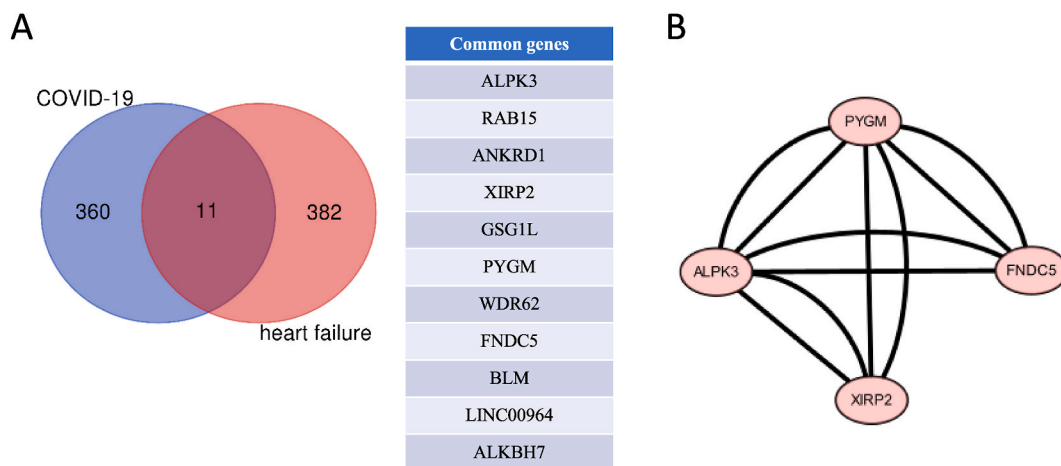 A
COVID-19
360
11
382
heart failure
Common genes
ALPK3
RAB15
ANKRD1
XIRP2
GSG1L
PYGM
WDR62
FNDC5
BLM
LINC00964
ALKBH7
B
PYGM
ALPK3
FNDC5
XIRP2